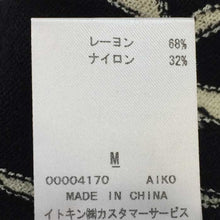 レーヨン 68%
ナイロン 32%
M
00004170 AIKO
MADE IN CHINA
イトキン㈱カスタマーサービス